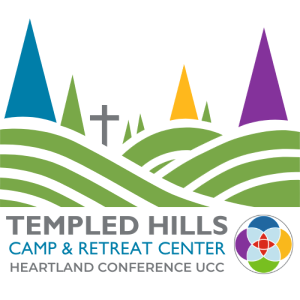 TEMPLED HILLS
CAMP & RETREAT CENTER
HEARTLAND CONFERENCE UCC